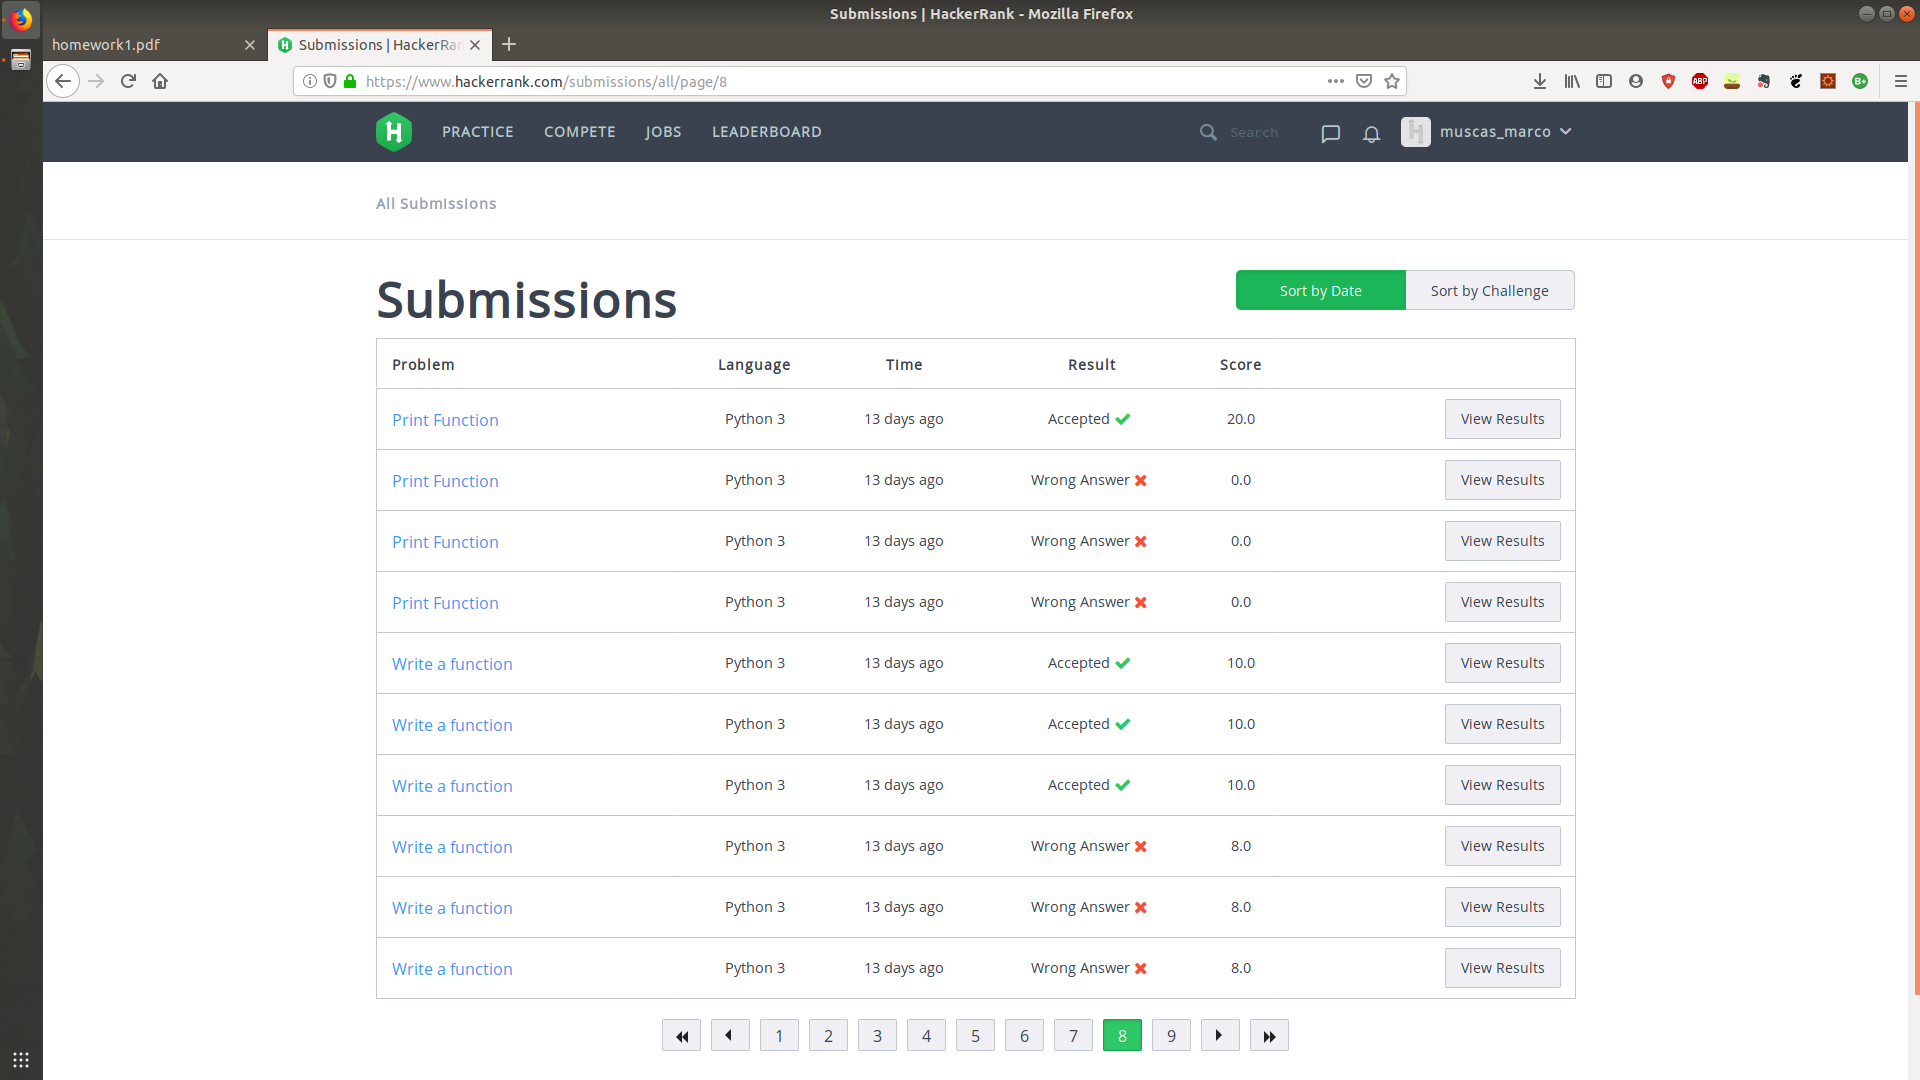 Submissions | HackerRank - Mozilla Firefox
homework1.pdf
Submissions | HackerRan
https://www.hackerrank.com/submissions/all/page/8
ABP
B+
H PRACTICE COMPETE JOBS LEADERBOARD Search muscas_marco
All Submissions
Submissions
Sort by Date Sort by Challenge
Problem Language Time Result Score
Print Function Python 3 13 days ago Accepted 20.0 View Results
Print Function Python 3 13 days ago Wrong Answer 0.0 View Results
Print Function Python 3 13 days ago Wrong Answer 0.0 View Results
Print Function Python 3 13 days ago Wrong Answer 0.0 View Results
Write a function Python 3 13 days ago Accepted 10.0 View Results
Write a function Python 3 13 days ago Accepted 10.0 View Results
Write a function Python 3 13 days ago Accepted 10.0 View Results
Write a function Python 3 13 days ago Wrong Answer 8.0 View Results
Write a function Python 3 13 days ago Wrong Answer 8.0 View Results
Write a function Python 3 13 days ago Wrong Answer 8.0 View Results
1 2 3 4 5 6 7 8 9